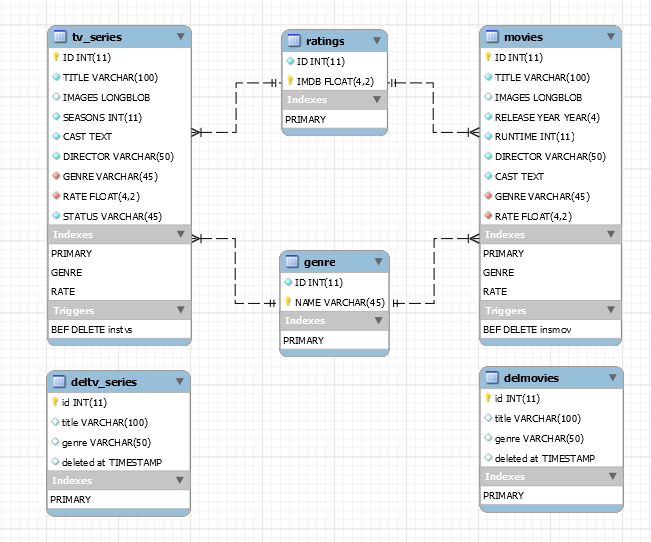 tv_series
ID INT(11)
TITLE VARCHAR(100)
IMAGES LONGBLOB
SEASONS INT(11)
CAST TEXT
DIRECTOR VARCHAR(50)
GENRE VARCHAR(45)
RATE FLOAT(4,2)
STATUS VARCHAR(45)
Indexes
PRIMARY
GENRE
RATE
Triggers
BEF DELETE instvs
ratings
ID INT(11)
IMDB FLOAT(4,2)
Indexes
PRIMARY
movies
ID INT(11)
TITLE VARCHAR(100)
IMAGES LONGBLOB
RELEASE YEAR YEAR(4)
RUNTIME INT(11)
DIRECTOR VARCHAR(50)
CAST TEXT
GENRE VARCHAR(45)
RATE FLOAT(4,2)
Indexes
PRIMARY
GENRE
RATE
Triggers
BEF DELETE insmov
genre
ID INT(11)
NAME VARCHAR(45)
Indexes
PRIMARY
deltv_series
id INT(11)
title VARCHAR(100)
genre VARCHAR(50)
deleted at TIMESTAMP
Indexes
PRIMARY
delmovies
id INT(11)
title VARCHAR(100)
genre VARCHAR(50)
deleted at TIMESTAMP
Indexes
PRIMARY